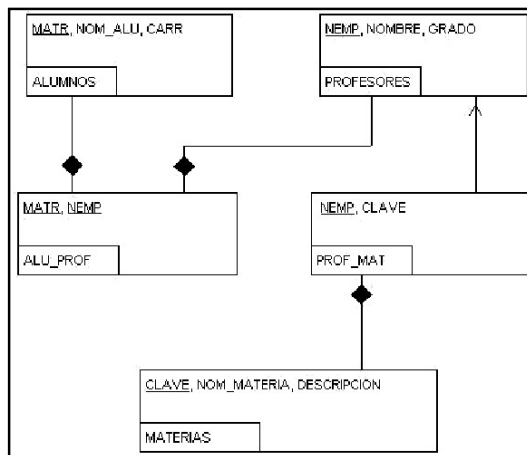 MATR, NOM_ALU, CARR
ALUMNOS
NEMP, NOMBRE, GRADO
PROFESORES
MATR, NEMP
ALU_PROF
NEMP, CLAVE
PROF_MAT
CLAVE, NOM_MATERIA, DESCRIPCION
MATERIAS